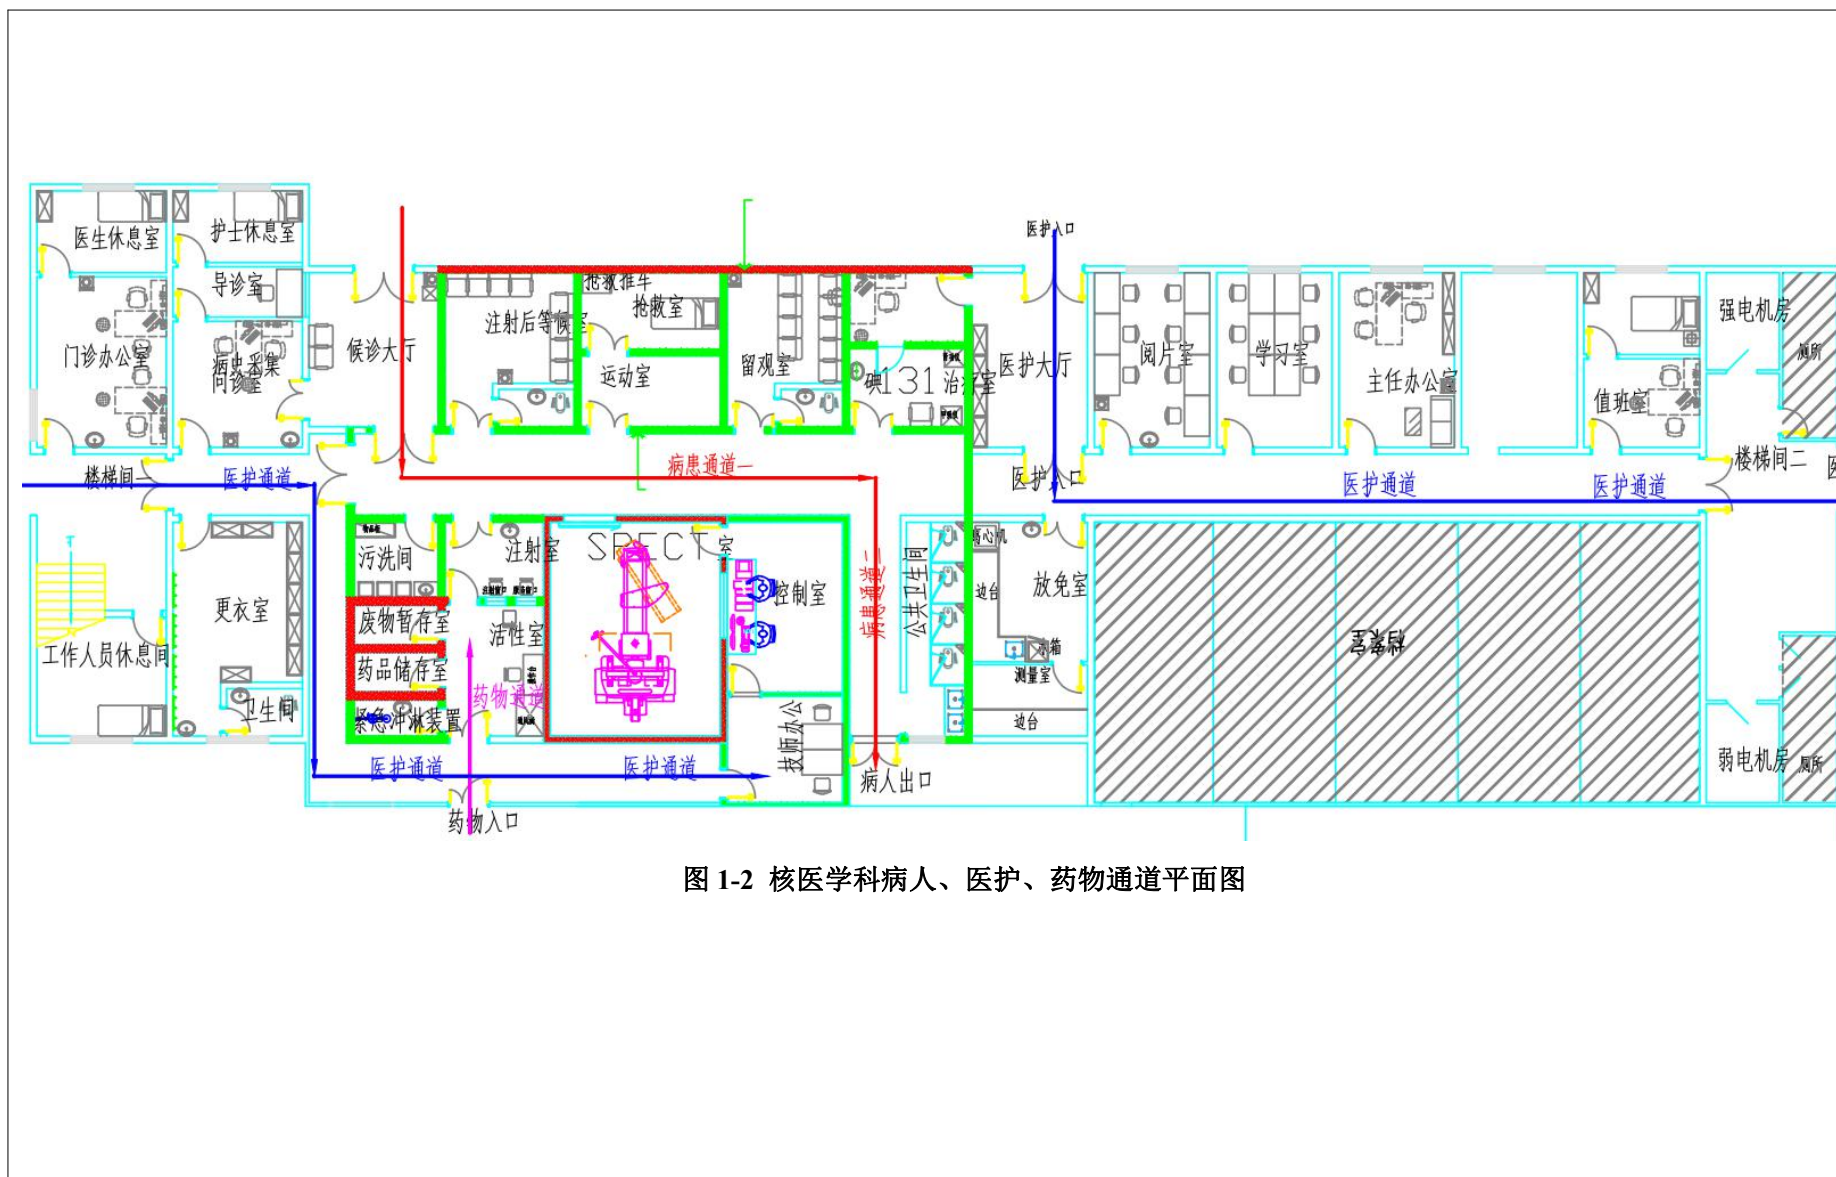 医护入口
医生休息室
护士休息室
导诊室
抢救推车
抢救室
注射后等候室
候诊大厅
门诊办公室
病史采集
问诊室
运动室
留观室
碘131治疗室
医护大厅
阅片室
学习室
主任办公室
值班室
强电机房
厕所
楼梯间一
医护通道
病患通道一
医护入口
医护通道
医护通道
楼梯间二
医
污洗间
注射室
SPECT室
控制室
病患通道二
公共卫生间
离心机
边台
放免室
注射窗口
更衣室
废物暂存室
活性室
工作人员休息间
药品储存室
药物通道
冰箱
测量室
档案室
卫生间
紧急冲淋装置
技师办公
边台
医护通道
医护通道
病人出口
弱电机房
厕所
药物入口
图 1-2 核医学科病人、医护、药物通道平面图